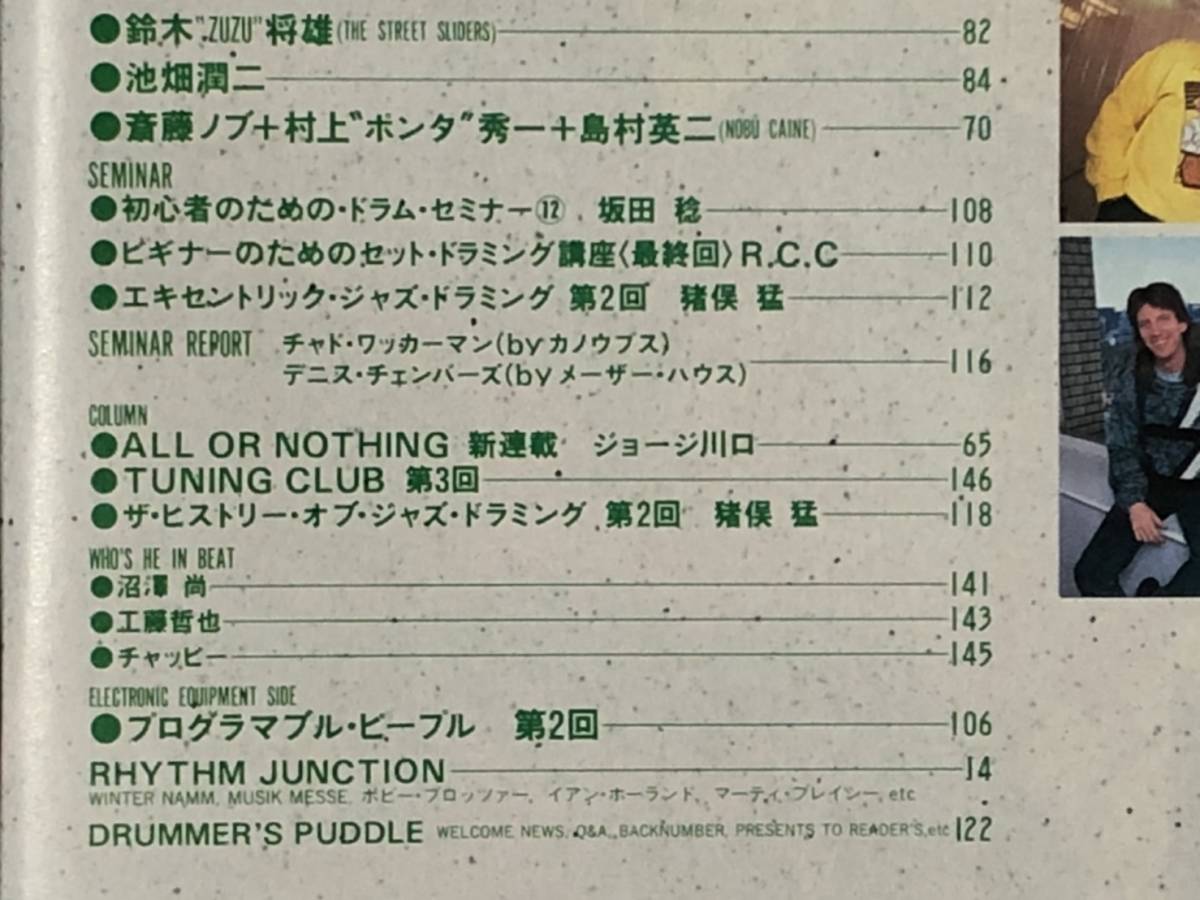 ●鈴木"ZUZU"将雄(THE STREET SLIDERS) 82
●池畑潤二 84
●斎藤ノブ+村上"ポンタ"秀一+島村英二(NOBU CAINE) 70
SEMINAR
●初心者のための・ドラム・セミナー⑫ 坂田 稔 108
●ビギナーのためのセット・ドラミング講座〈最終回〉R.C.C 110
●エキセントリック・ジャズ・ドラミング 第2回 猪俣 猛 112
SEMINAR REPORT チャド・ワッカーマン(byカノウプス)
デニス・チェンバーズ(byメーザー・ハウス) 116
COLUMN
●ALL OR NOTHING 新連載 ジョージ川口 65
●TUNING CLUB 第3回 146
●ザ・ヒストリー・オブ・ジャズ・ドラミング 第2回 猪俣 猛 118
WHO'S HE IN BEAT
●沼澤 尚 141
●工藤哲也 143
●チャッピー 145
ELECTRONIC EQUIPMENT SIDE
●プログラマブル・ピープル 第2回 106
RHYTHM JUNCTION 14
WINTER NAMM, MUSIK MESSE, ボビー・ブロッツァー, イアン・ホーランド, マーティ・ブレイシー, etc
DRUMMER'S PUDDLE WELCOME NEWS, Q&A, BACKNUMBER, PRESENTS TO READER'S, etc 122